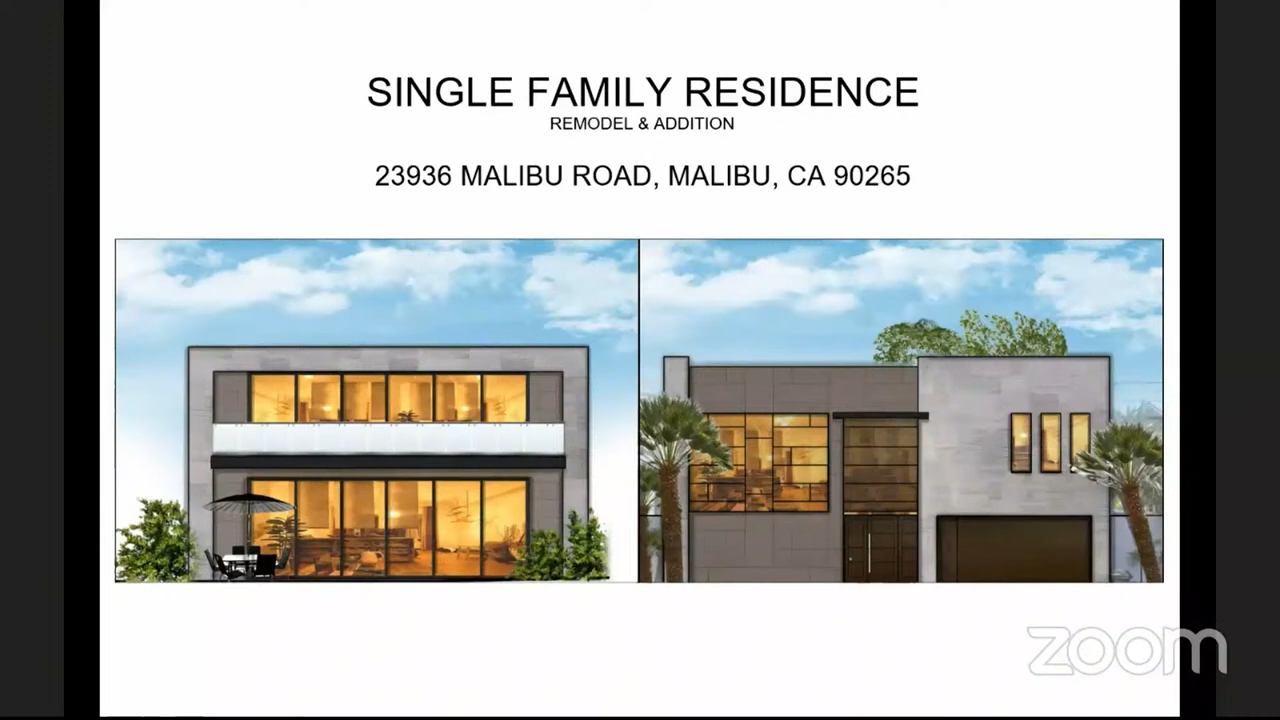 SINGLE FAMILY RESIDENCE
REMODEL & ADDITION
23936 MALIBU ROAD, MALIBU, CA 90265
zoom